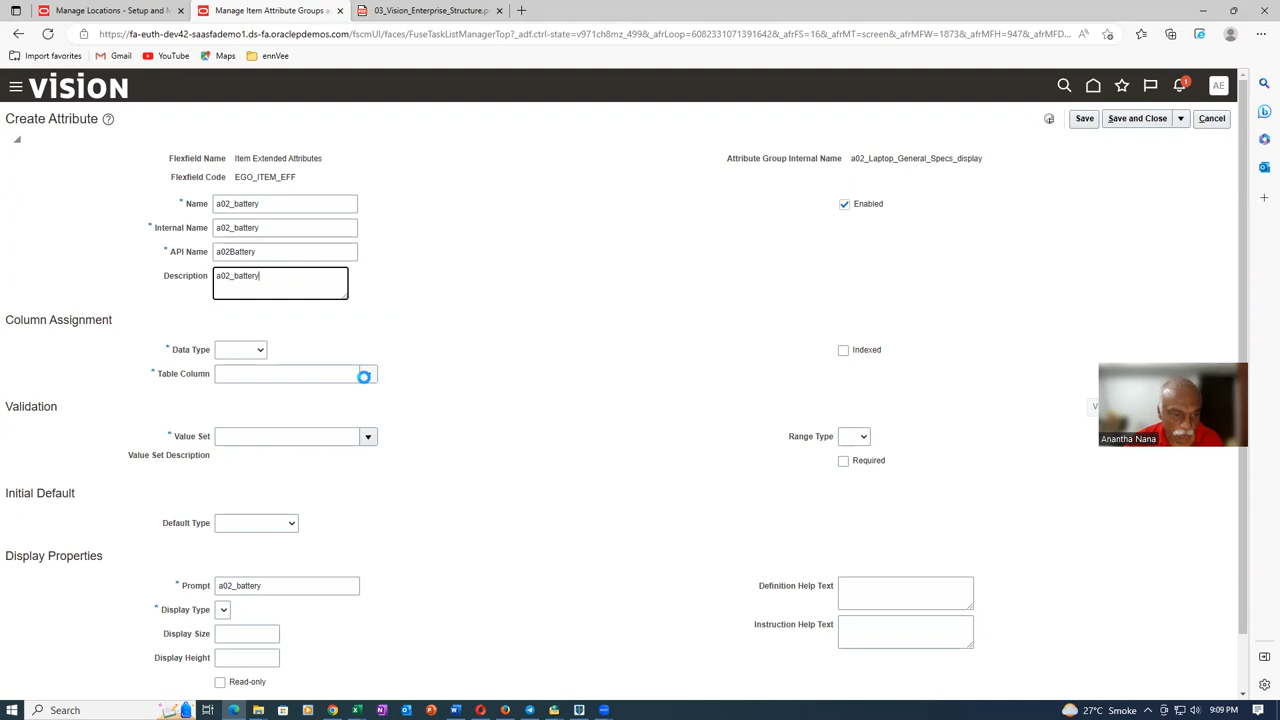 Manage Locations - Setup and M
Manage Item Attribute Groups a
03_Vision_Enterprise_Structure.p
https://fa-euth-dev42-saasfademo1.ds-fa.oraclepdemos.com/fscmUI/faces/FuseTaskListManagerTop?_adf.ctrl-state=v971ch8mz_499&_afrLoop=6082331071391642&_afrFS=16&_afrMT=screen&_afrMFW=1873&_afrMFH=947&_afrMFD...
Import favorites
Gmail
YouTube
Maps
ennVee
VISION
1
AE
Create Attribute
Save
Save and Close
Cancel
Flexfield Name Item Extended Attributes
Attribute Group Internal Name a02_Laptop_General_Specs_display
Flexfield Code EGO_ITEM_EFF
* Name a02_battery
Enabled
* Internal Name a02_battery
* API Name a02Battery
Description a02_battery
Column Assignment
* Data Type
Indexed
* Table Column
Validation
V
* Value Set
Range Type
Value Set Description
Required
Initial Default
Default Type
Display Properties
* Prompt a02_battery
Definition Help Text
* Display Type
Display Size
Instruction Help Text
Display Height
Read-only
Anantha Nana
Search
27°C Smoke
ENG
9:09 PM